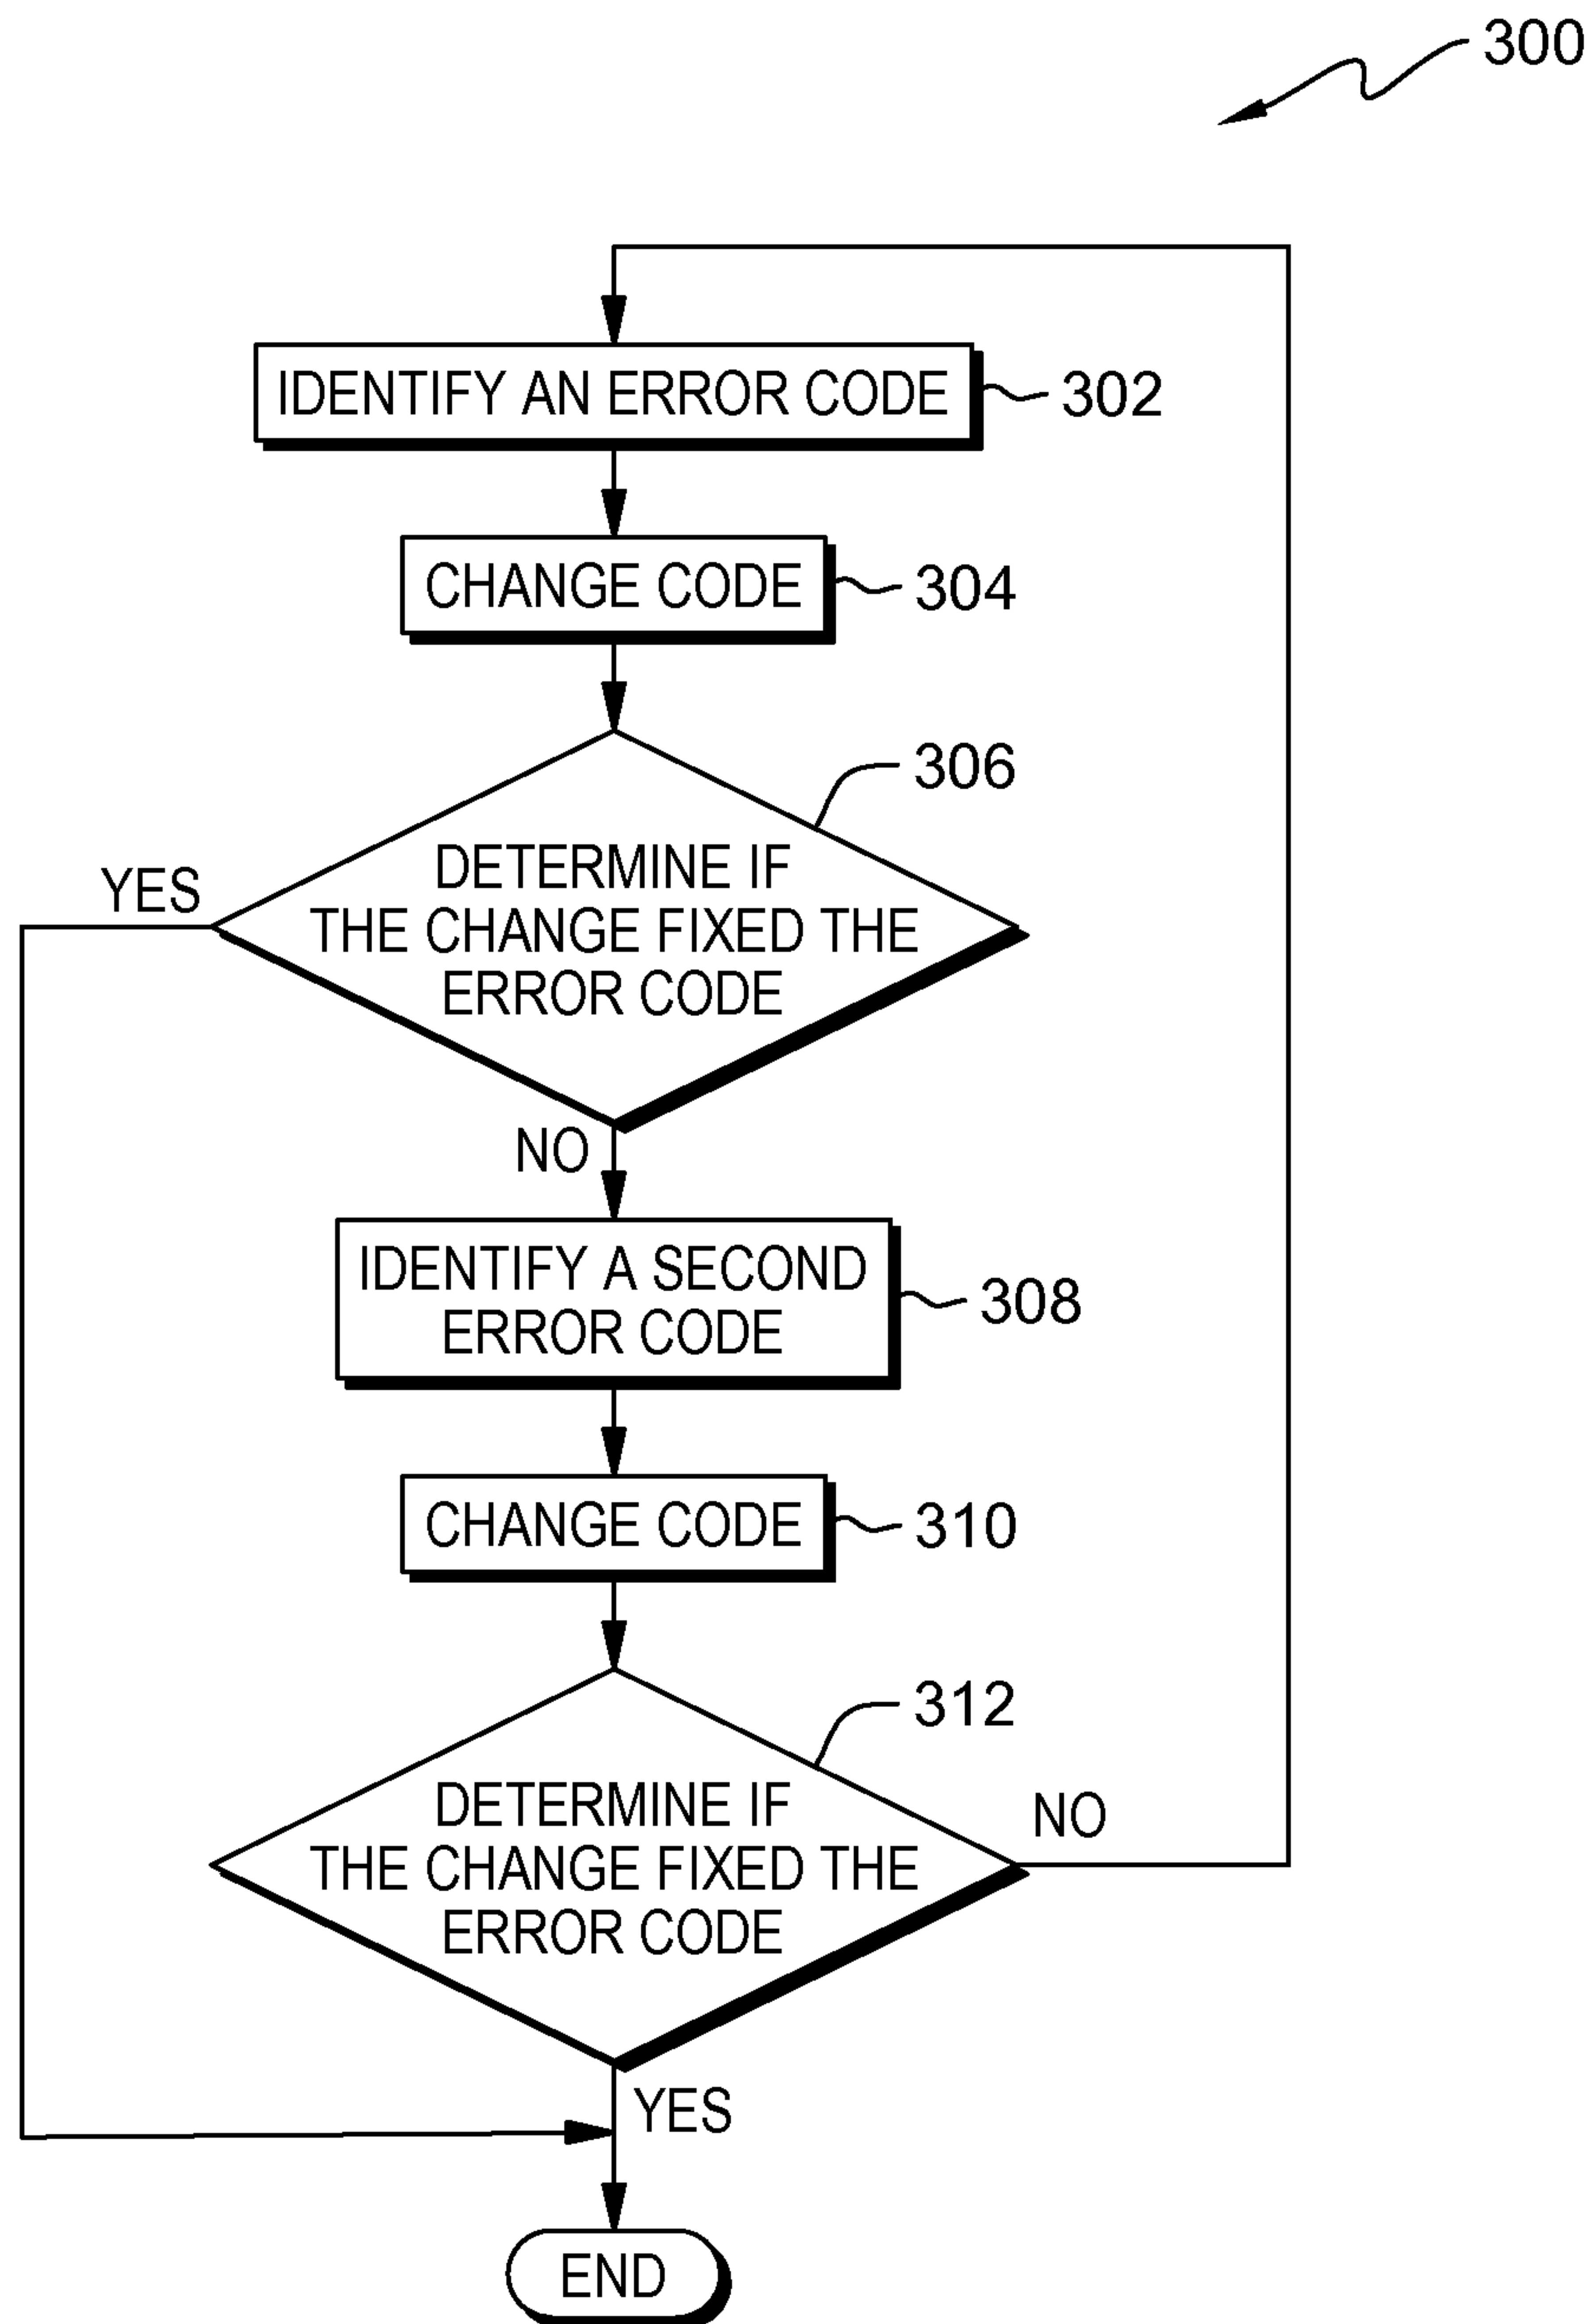 300
IDENTIFY AN ERROR CODE
302
CHANGE CODE
304
306
DETERMINE IF
THE CHANGE FIXED THE
ERROR CODE
YES
NO
IDENTIFY A SECOND
ERROR CODE
308
CHANGE CODE
310
312
DETERMINE IF
THE CHANGE FIXED THE
ERROR CODE
NO
YES
END